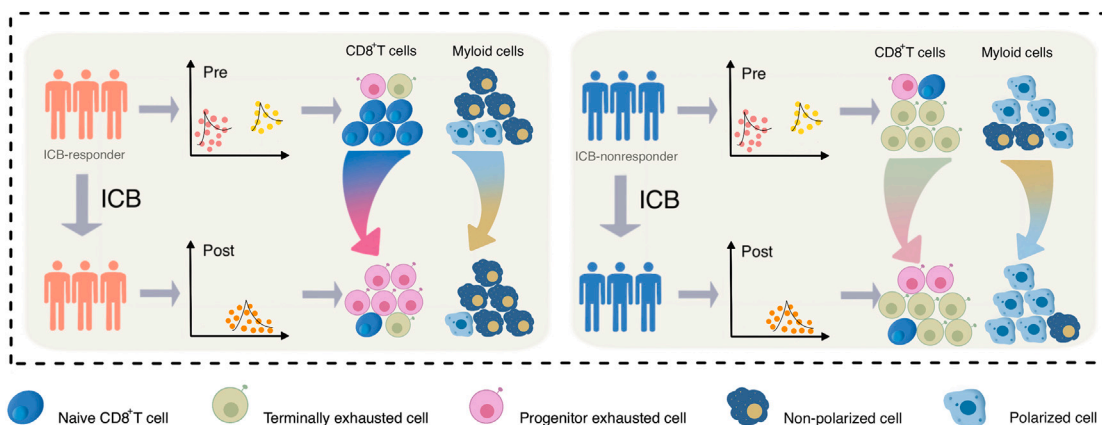 CD8⁺T cells
Myloid cells
Pre
ICB-responder
ICB
Post
CD8⁺T cells
Myloid cells
Pre
ICB-nonresponder
ICB
Post
Naive CD8⁺T cell
Terminally exhausted cell
Progenitor exhausted cell
Non-polarized cell
Polarized cell